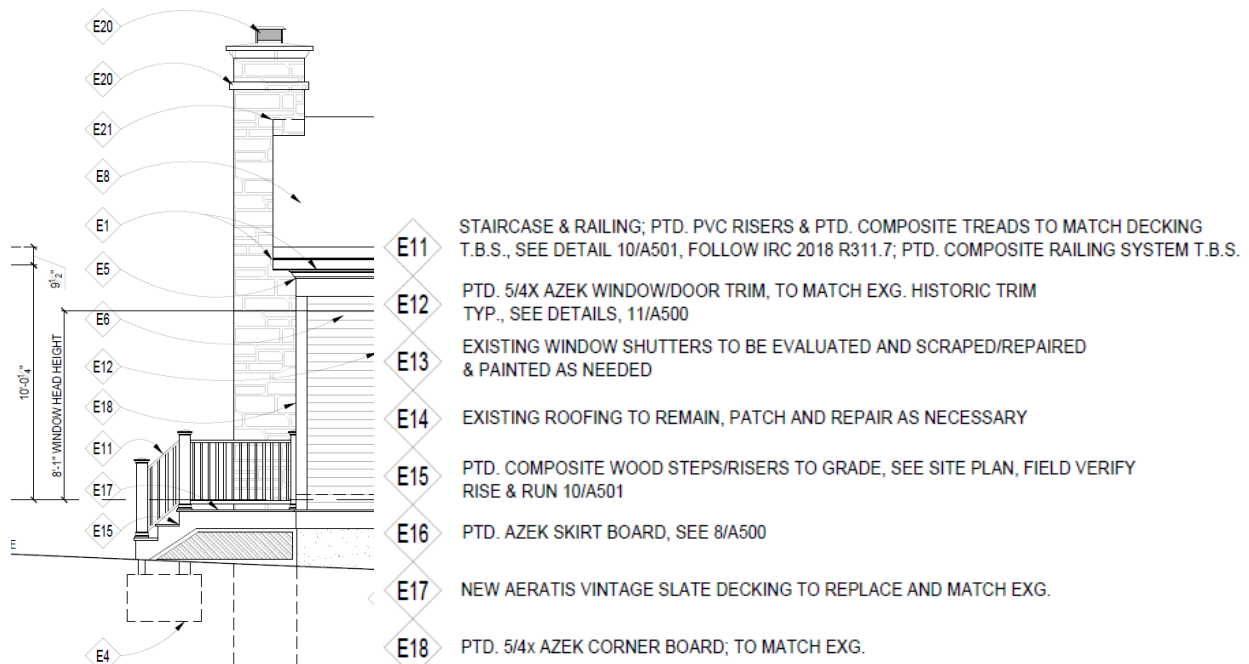 E20
E20
E21
E8
E1
E5
E6
E12
E18
E11
E17
E15
E4
9½"
10'-0¼"
8'-1" WINDOW HEAD HEIGHT
E11 STAIRCASE & RAILING; PTD. PVC RISERS & PTD. COMPOSITE TREADS TO MATCH DECKING
T.B.S., SEE DETAIL 10/A501, FOLLOW IRC 2018 R311.7; PTD. COMPOSITE RAILING SYSTEM T.B.S.
E12 PTD. 5/4X AZEK WINDOW/DOOR TRIM, TO MATCH EXG. HISTORIC TRIM
TYP., SEE DETAILS, 11/A500
E13 EXISTING WINDOW SHUTTERS TO BE EVALUATED AND SCRAPED/REPAIRED
& PAINTED AS NEEDED
E14 EXISTING ROOFING TO REMAIN, PATCH AND REPAIR AS NECESSARY
E15 PTD. COMPOSITE WOOD STEPS/RISERS TO GRADE, SEE SITE PLAN, FIELD VERIFY
RISE & RUN 10/A501
E16 PTD. AZEK SKIRT BOARD, SEE 8/A500
E17 NEW AERATIS VINTAGE SLATE DECKING TO REPLACE AND MATCH EXG.
E18 PTD. 5/4x AZEK CORNER BOARD; TO MATCH EXG.